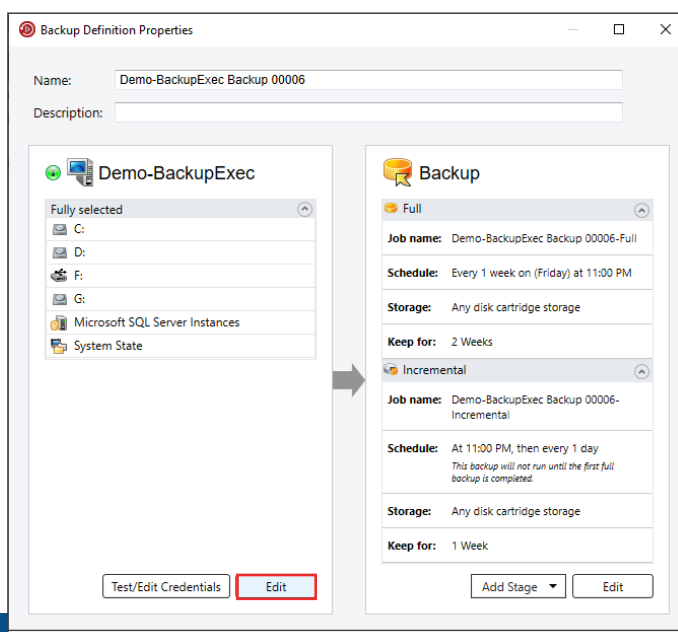 Backup Definition Properties
Name: Demo-BackupExec Backup 00006
Description:
Demo-BackupExec
Fully selected
C:
D:
F:
G:
Microsoft SQL Server Instances
System State
Test/Edit Credentials Edit
Backup
Full
Job name: Demo-BackupExec Backup 00006-Full
Schedule: Every 1 week on (Friday) at 11:00 PM
Storage: Any disk cartridge storage
Keep for: 2 Weeks
Incremental
Job name: Demo-BackupExec Backup 00006-
Incremental
Schedule: At 11:00 PM, then every 1 day
This backup will not run until the first full
backup is completed.
Storage: Any disk cartridge storage
Keep for: 1 Week
Add Stage Edit